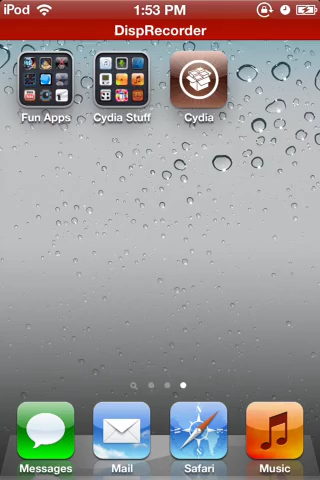 iPod 1:53 PM
DispRecorder
Fun Apps Cydia Stuff Cydia
Messages Mail Safari Music